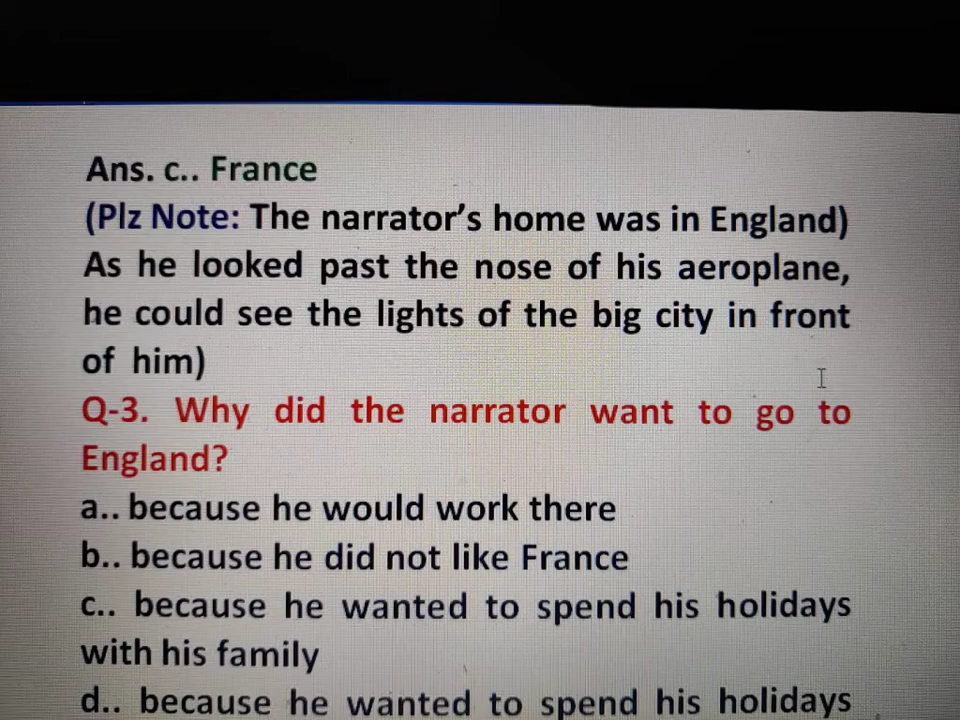 Ans. c.. France
(Plz Note: The narrator's home was in England)
As he looked past the nose of his aeroplane,
he could see the lights of the big city in front
of him)
Q-3. Why did the narrator want to go to
England?
a.. because he would work there
b.. because he did not like France
c.. because he wanted to spend his holidays
with his family
d.. because he wanted to spend his holidays